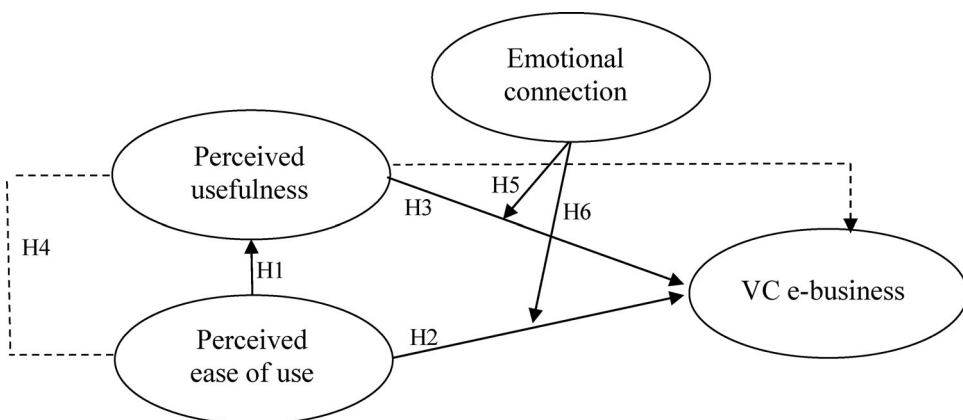 Emotional
connection
Perceived
usefulness
H5
H3
H6
H4
H1
VC e-business
Perceived
ease of use
H2